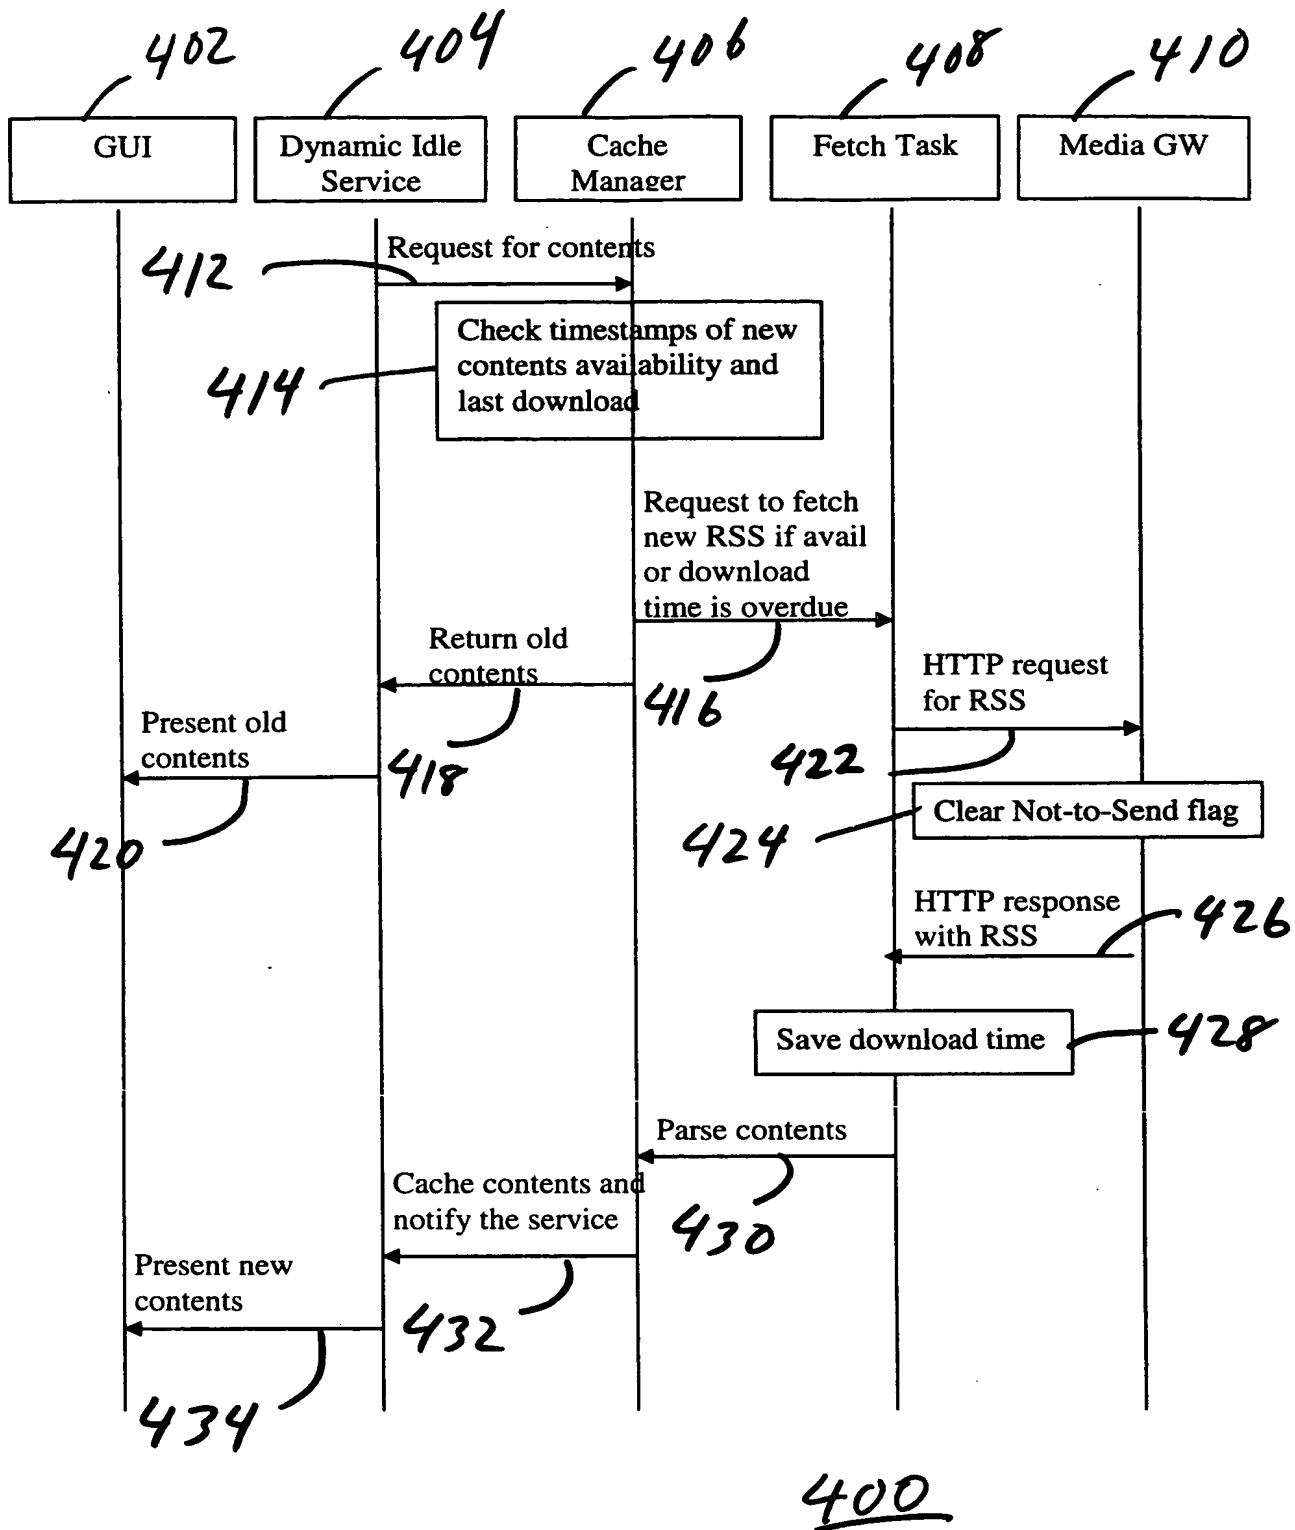 402
404
406
408
410
GUI
Dynamic Idle
Service
Cache
Manager
Fetch Task
Media GW
Request for contents
412
Check timestamps of new
contents availability and
last download
414
Request to fetch
new RSS if avail
or download
time is overdue
Return old
contents
416
HTTP request
for RSS
Present old
contents
418
422
420
424
Clear Not-to-Send flag
HTTP response
with RSS
426
Save download time
428
Parse contents
Cache contents and
notify the service
430
Present new
contents
432
434
400